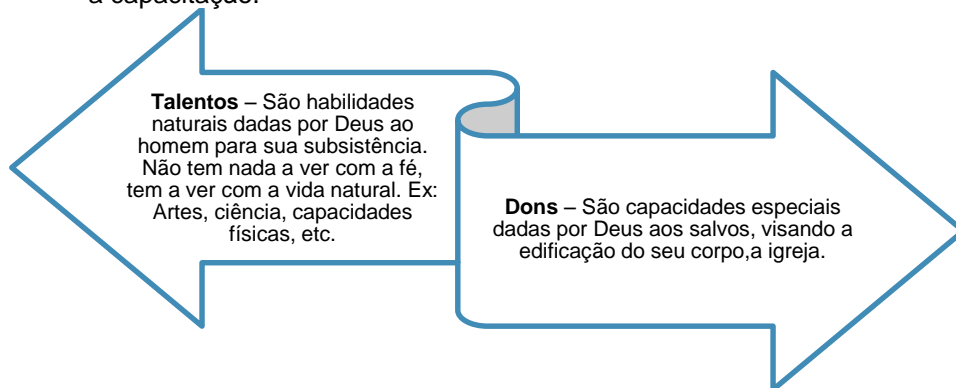 a capacitação.
Talentos – São habilidades
naturais dadas por Deus ao
homem para sua subsistência.
Não tem nada a ver com a fé,
tem a ver com a vida natural. Ex:
Artes, ciência, capacidades
físicas, etc.
Dons – São capacidades especiais
dadas por Deus aos salvos, visando a
edificação do seu corpo,a igreja.